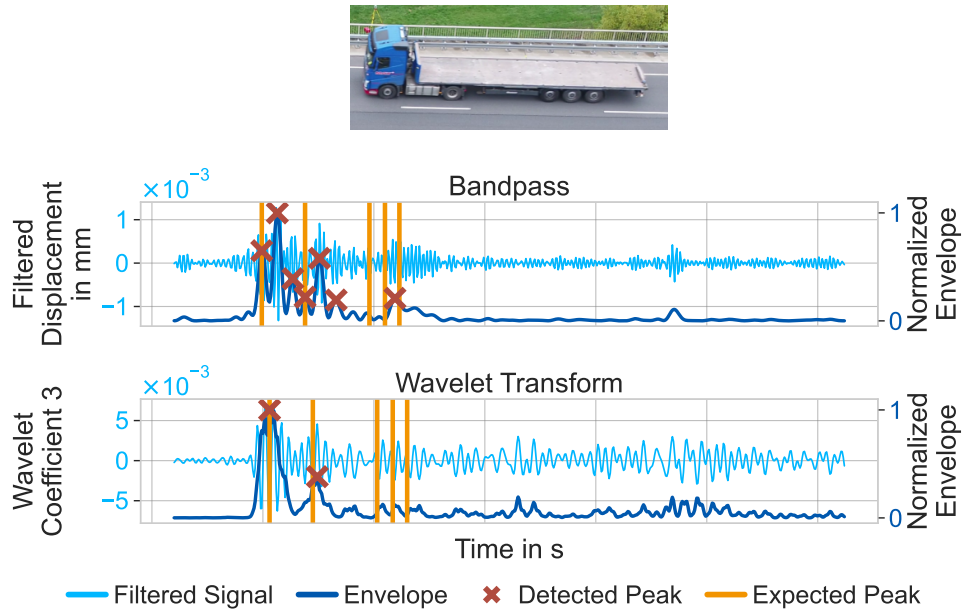 ×10⁻³
Bandpass
Filtered
Displacement
in mm
1
0
−1
1
0
Normalized
Envelope
×10⁻³
Wavelet Transform
Wavelet
Coefficient 3
5
0
−5
1
0
Normalized
Envelope
Time in s
Filtered Signal Envelope Detected Peak Expected Peak